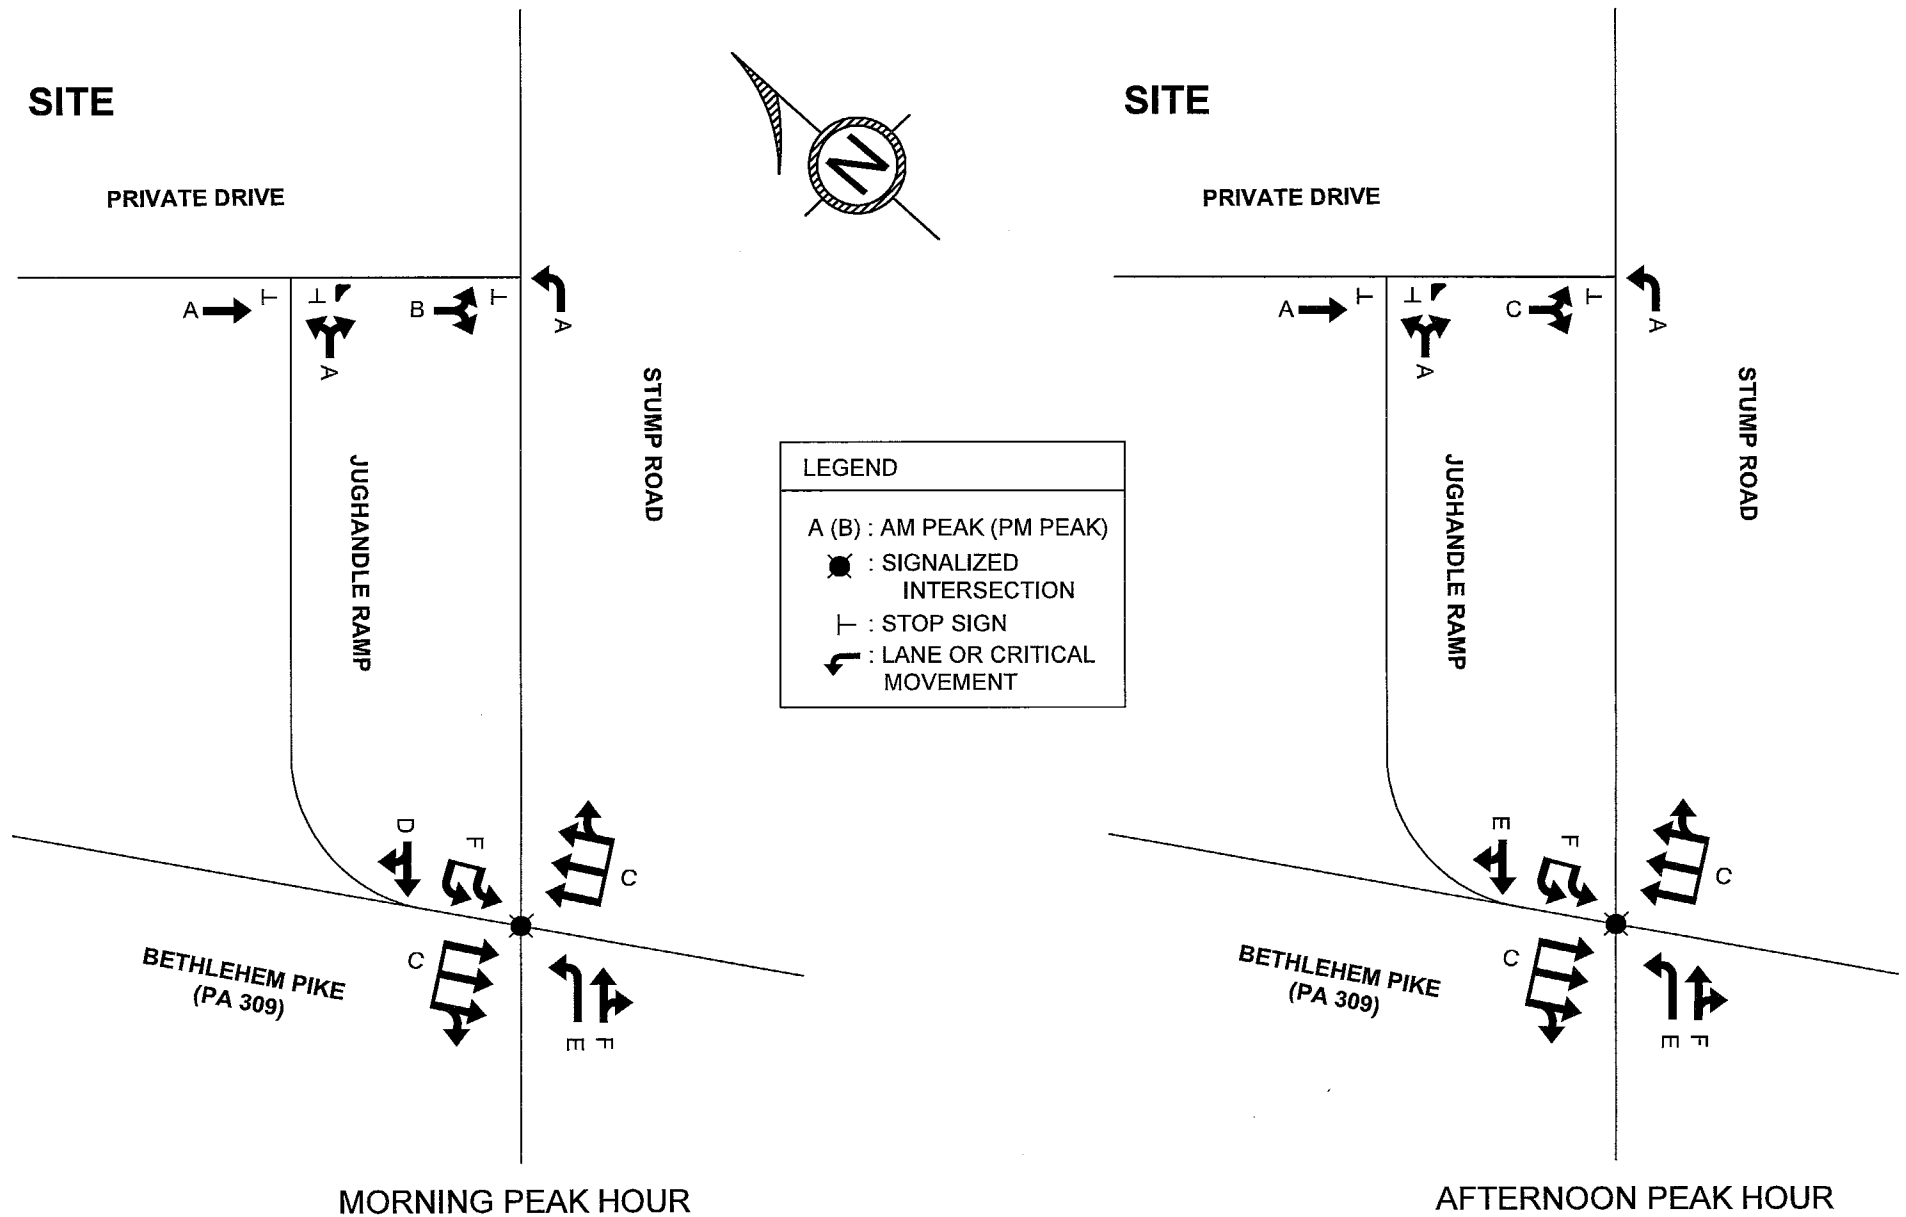 SITE
PRIVATE DRIVE
A
B
A
A
STUMP ROAD
JUGHANDLE RAMP
D
F
C
C
E
F
BETHLEHEM PIKE
(PA 309)
MORNING PEAK HOUR
N
LEGEND
A (B) : AM PEAK (PM PEAK)
: SIGNALIZED
INTERSECTION
: STOP SIGN
: LANE OR CRITICAL
MOVEMENT
SITE
PRIVATE DRIVE
A
C
A
A
STUMP ROAD
JUGHANDLE RAMP
E
F
C
C
E
F
BETHLEHEM PIKE
(PA 309)
AFTERNOON PEAK HOUR